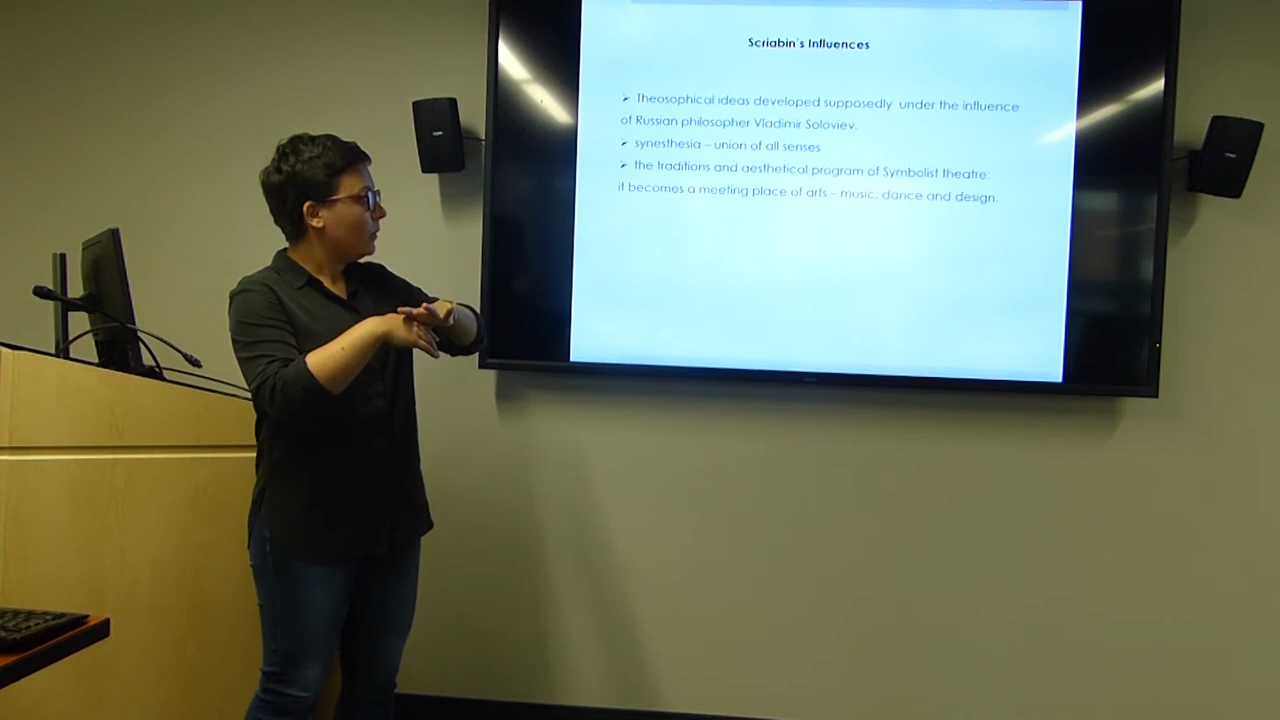 Scriabin's Influences
➢ Theosophical ideas developed supposedly under the influence
of Russian philosopher Vladimir Soloviev.
➢ synesthesia – union of all senses
➢ the traditions and aesthetical program of Symbolist theatre:
it becomes a meeting place of arts – music, dance and design.